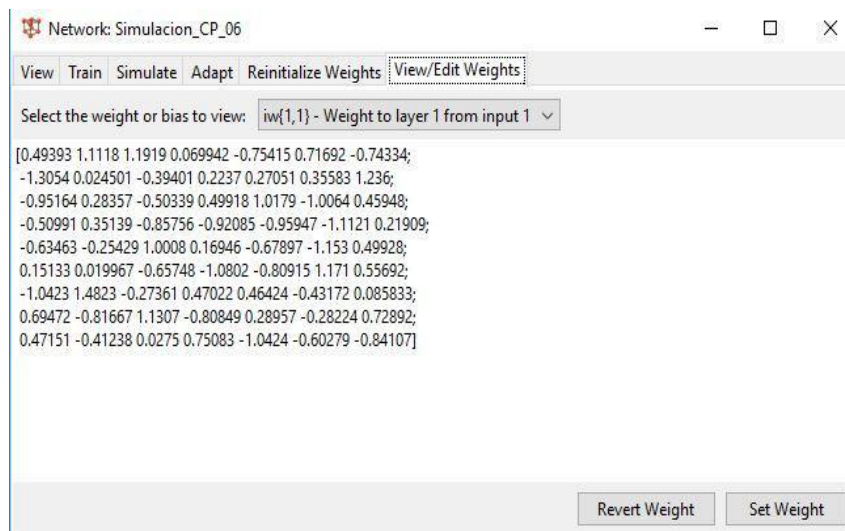 Network: Simulacion_CP_06
View Train Simulate Adapt Reinitialize Weights View/Edit Weights
Select the weight or bias to view: iw{1,1} - Weight to layer 1 from input 1
[0.49393 1.1118 1.1919 0.069942 -0.75415 0.71692 -0.74334;
-1.3054 0.024501 -0.39401 0.2237 0.27051 0.35583 1.236;
-0.95164 0.28357 -0.50339 0.49918 1.0179 -1.0064 0.45948;
-0.50991 0.35139 -0.85756 -0.92085 -0.95947 -1.1121 0.21909;
-0.63463 -0.25429 1.0008 0.16946 -0.67897 -1.153 0.49928;
0.15133 0.019967 -0.65748 -1.0802 -0.80915 1.171 0.55692;
-1.0423 1.4823 -0.27361 0.47022 0.46424 -0.43172 0.085833;
0.69472 -0.81667 1.1307 -0.80849 0.28957 -0.28224 0.72892;
0.47151 -0.41238 0.0275 0.75083 -1.0424 -0.60279 -0.84107]
Revert Weight Set Weight